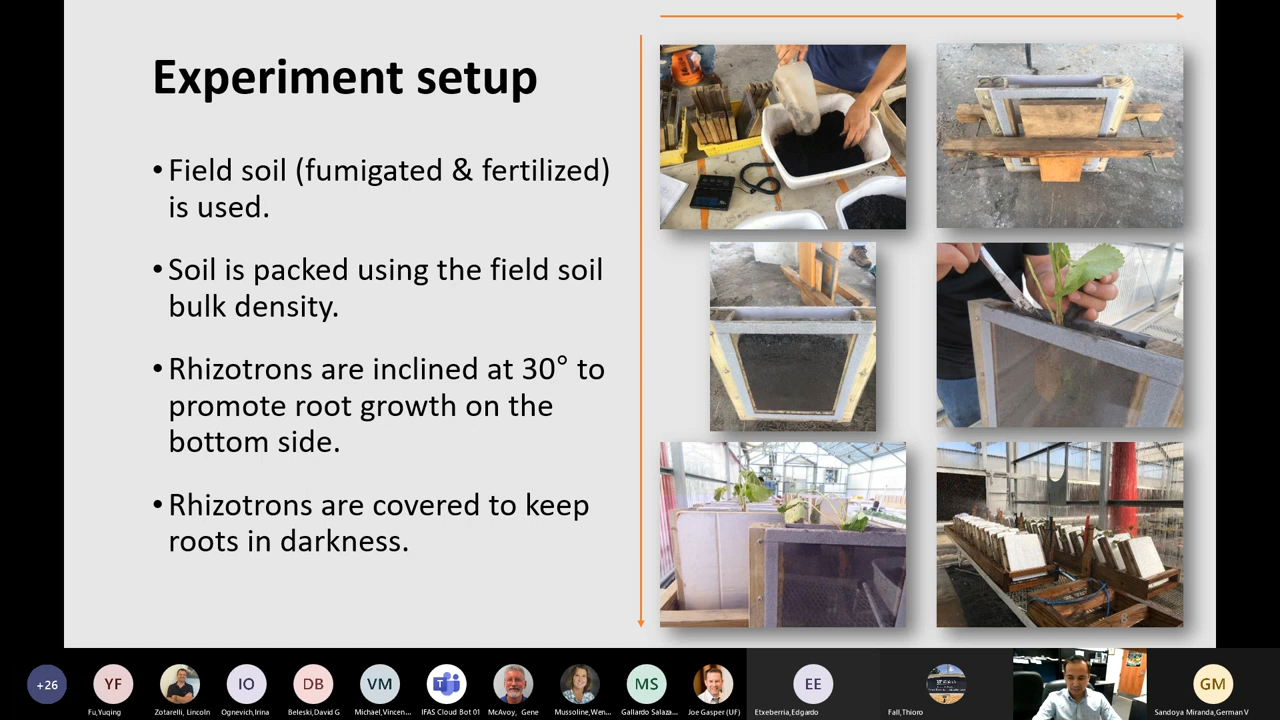 Experiment setup
• Field soil (fumigated & fertilized)
is used.
• Soil is packed using the field soil
bulk density.
• Rhizotrons are inclined at 30° to
promote root growth on the
bottom side.
• Rhizotrons are covered to keep
roots in darkness.
8
+26
YF
IO
DB
VM
MS
EE
GM
Fu,Yuqing
Zotarelli, Lincoln
Ognevich,Irina
Beleski,David G
Michael,Vincen...
IFAS Cloud Bot 01
McAvoy, Gene
Mussoline,Wen...
Gallardo Salaza...
Joe Gasper (UF)
Etxeberria,Edgardo
Fall,Thioro
Sandoya Miranda,German V